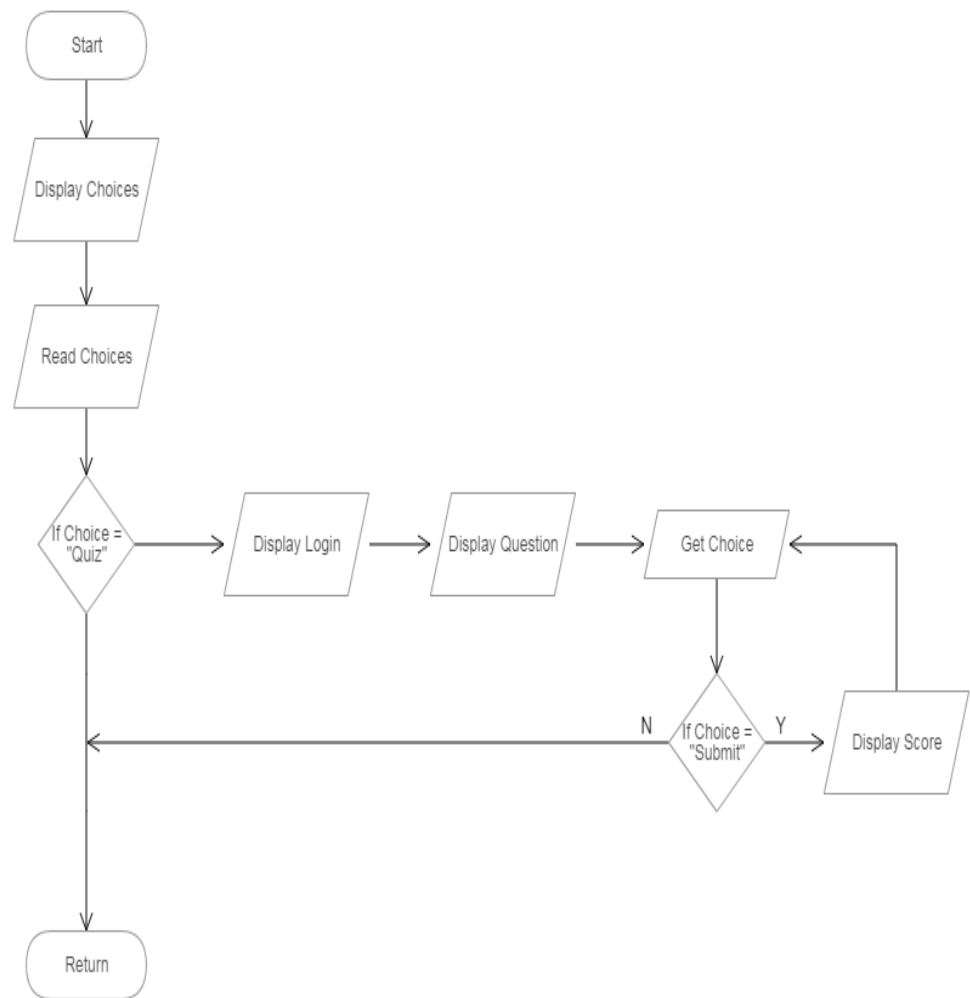 Start
Display Choices
Read Choices
If Choice =
"Quiz"
Display Login
Display Question
Get Choice
N
If Choice =
"Submit"
Y
Display Score
Return